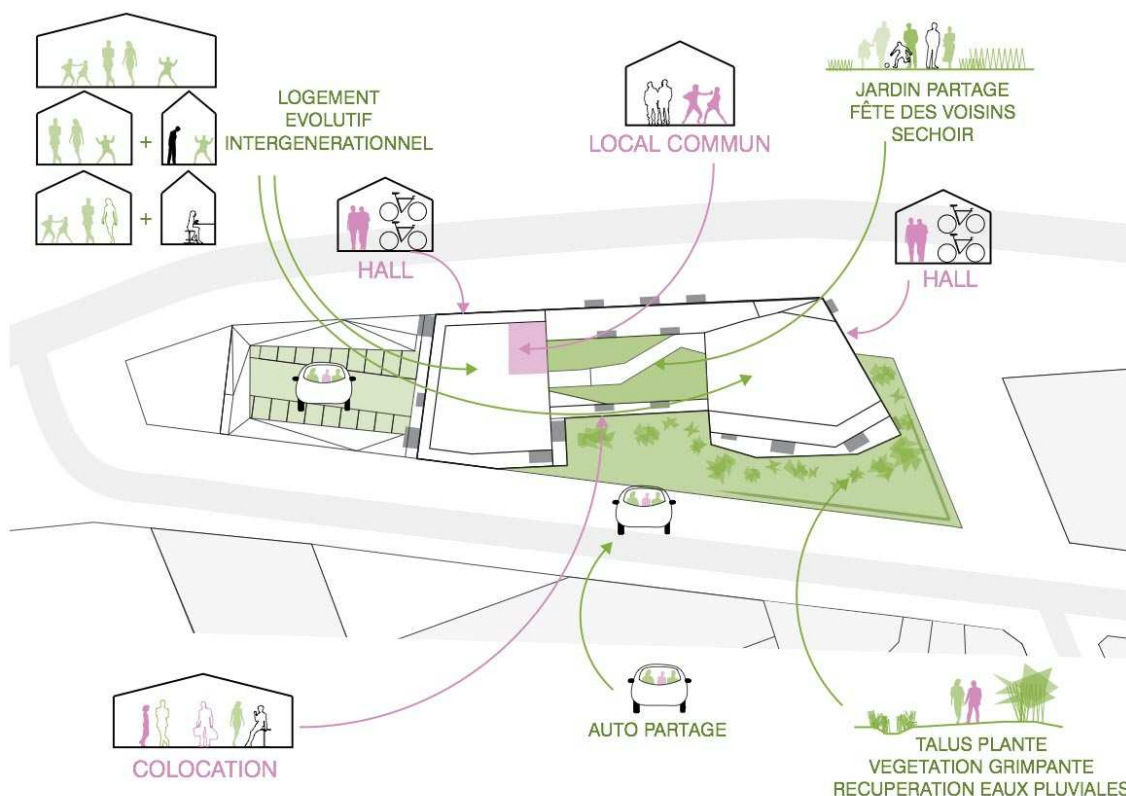 LOGEMENT
EVOLUTIF
INTERGENERATIONNEL
LOCAL COMMUN
JARDIN PARTAGE
FÊTE DES VOISINS
SECHOIR
HALL
HALL
COLOCATION
AUTO PARTAGE
TALUS PLANTE
VEGETATION GRIMPANTE
RECUPERATION EAUX PLUVIALES